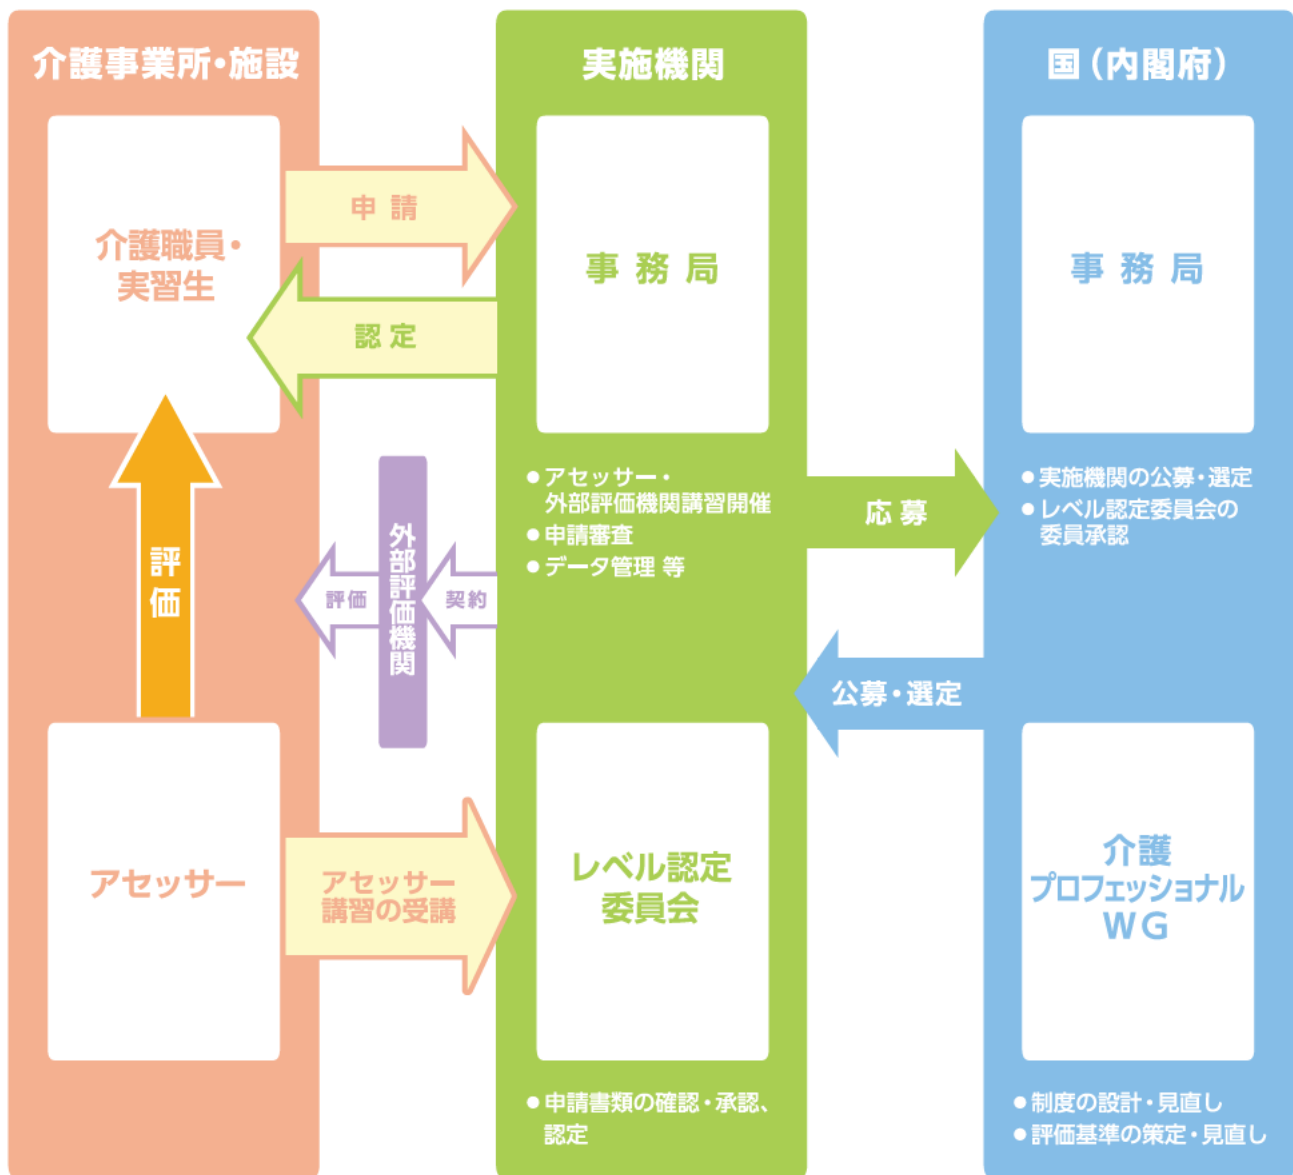 介護事業所・施設
介護職員・
実習生
申請
認定
評価
アセッサー
アセッサー
講習の受講
外部評価機関
評価
契約
実施機関
事務局
●アセッサー・
外部評価機関講習開催
●申請審査
●データ管理 等
レベル認定
委員会
●申請書類の確認・承認、
認定
応募
公募・選定
国（内閣府）
事務局
●実施機関の公募・選定
●レベル認定委員会の
委員承認
介護
プロフェッショナル
WG
●制度の設計・見直し
●評価基準の策定・見直し